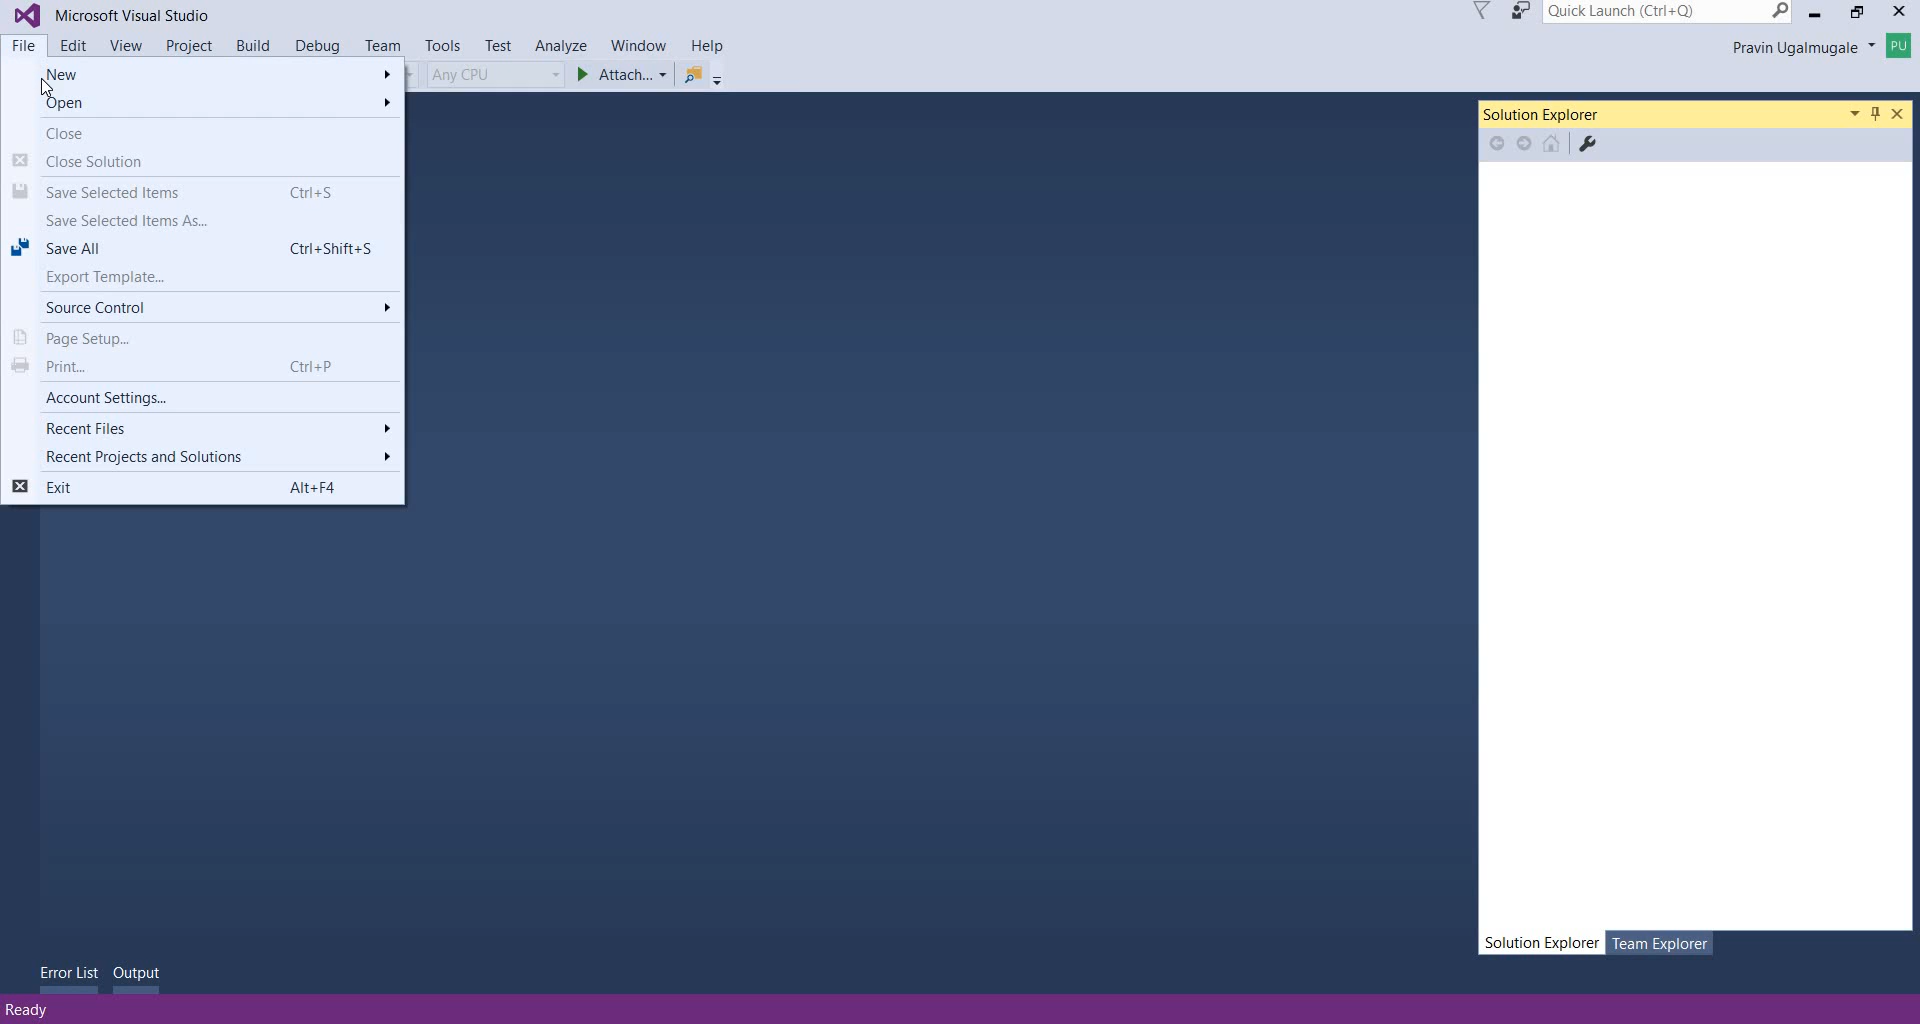 Microsoft Visual Studio
Quick Launch (Ctrl+Q)
File Edit View Project Build Debug Team Tools Test Analyze Window Help
Pravin Ugalmugale PU
Any CPU Attach...
New
Open
Close
Close Solution
Save Selected Items Ctrl+S
Save Selected Items As...
Save All Ctrl+Shift+S
Export Template...
Source Control
Page Setup...
Print... Ctrl+P
Account Settings...
Recent Files
Recent Projects and Solutions
Exit Alt+F4
Solution Explorer
Solution Explorer Team Explorer
Error List Output
Ready